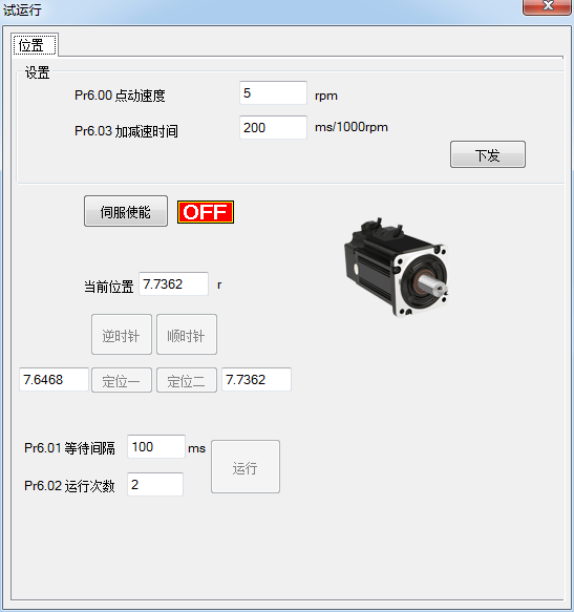 试运行
位置
设置
Pr6.00 点动速度 5 rpm
Pr6.03 加减速时间 200 ms/1000rpm
下发
伺服使能 OFF
当前位置 7.7362 r
逆时针 顺时针
7.6468 定位一 定位二 7.7362
Pr6.01 等待间隔 100 ms
运行
Pr6.02 运行次数 2